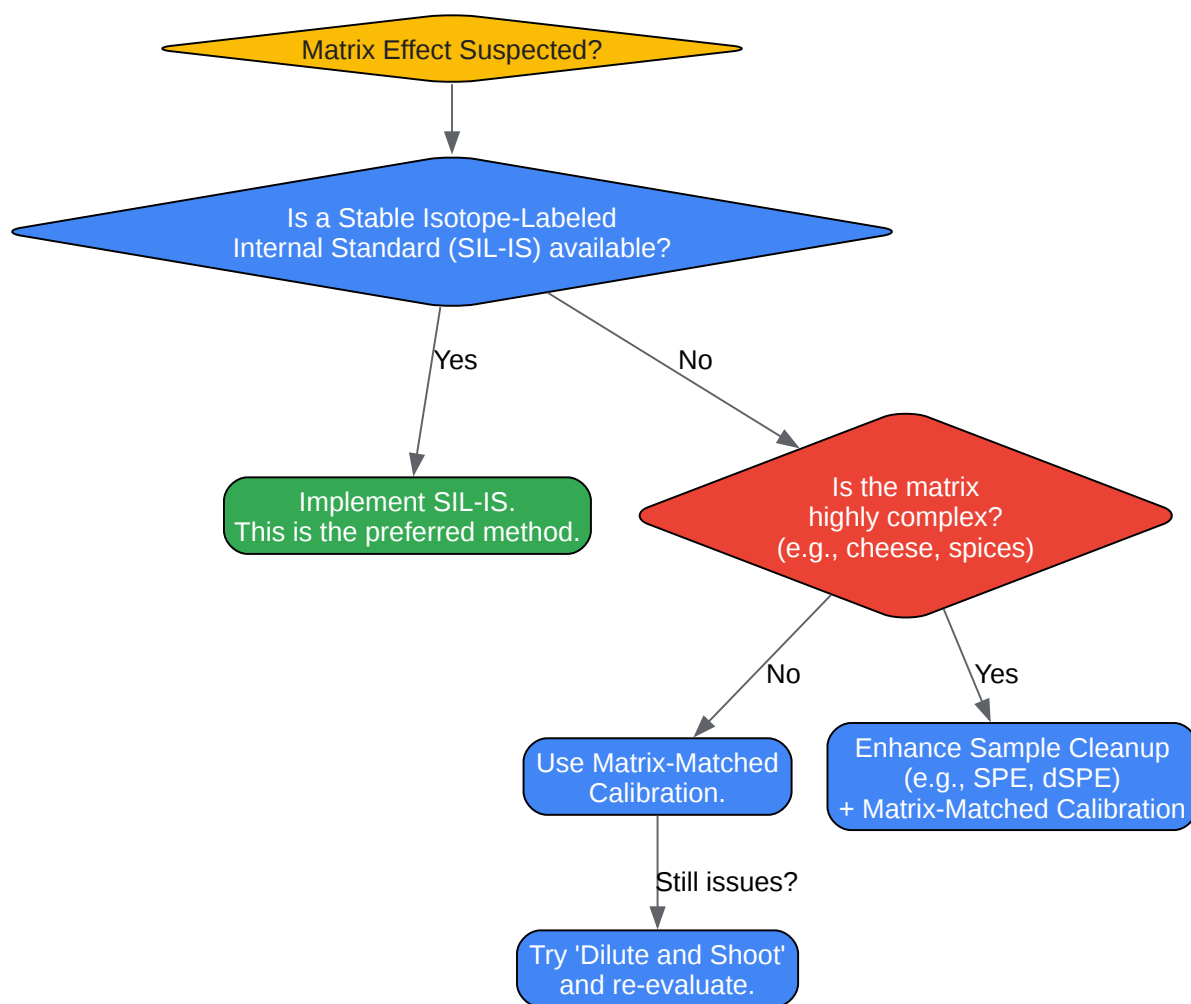 Matrix Effect Suspected?
Is a Stable Isotope-Labeled
Internal Standard (SIL-IS) available?
Yes
No
Implement SIL-IS.
This is the preferred method.
Is the matrix
highly complex?
(e.g., cheese, spices)
No
Yes
Use Matrix-Matched
Calibration.
Enhance Sample Cleanup
(e.g., SPE, dSPE)
+ Matrix-Matched Calibration
Still issues?
Try 'Dilute and Shoot'
and re-evaluate.